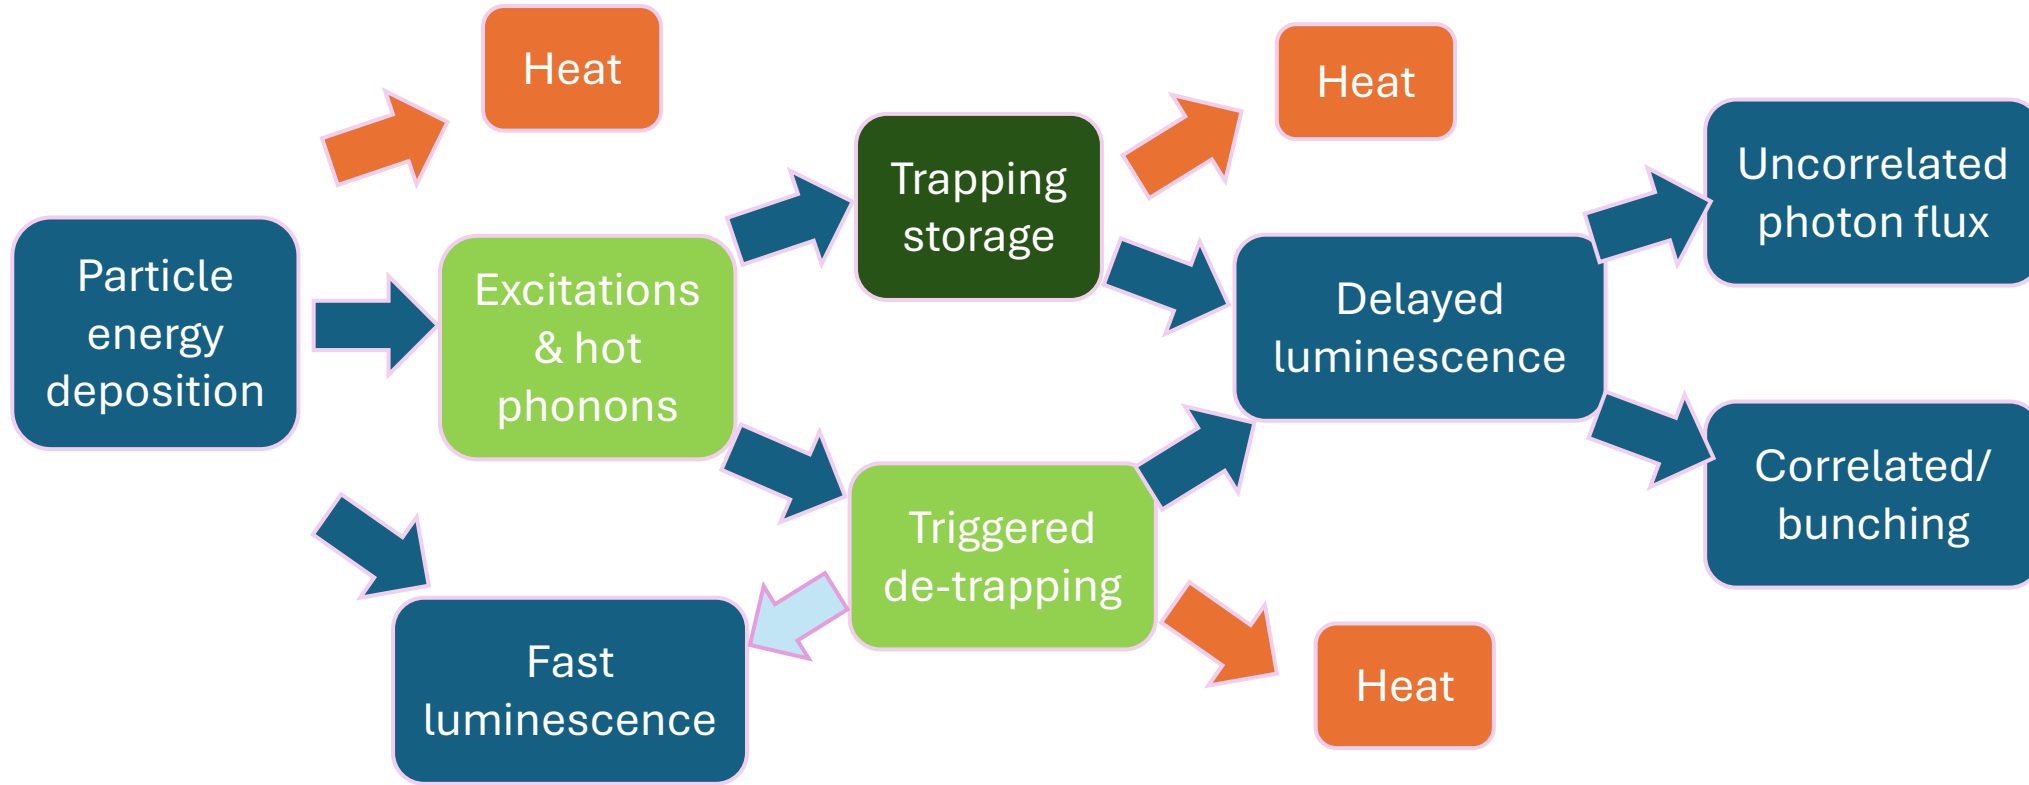 Heat
Heat
Particle
energy
deposition
Excitations
& hot
phonons
Trapping
storage
Delayed
luminescence
Uncorrelated
photon flux
Correlated/
bunching
Triggered
de-trapping
Fast
luminescence
Heat